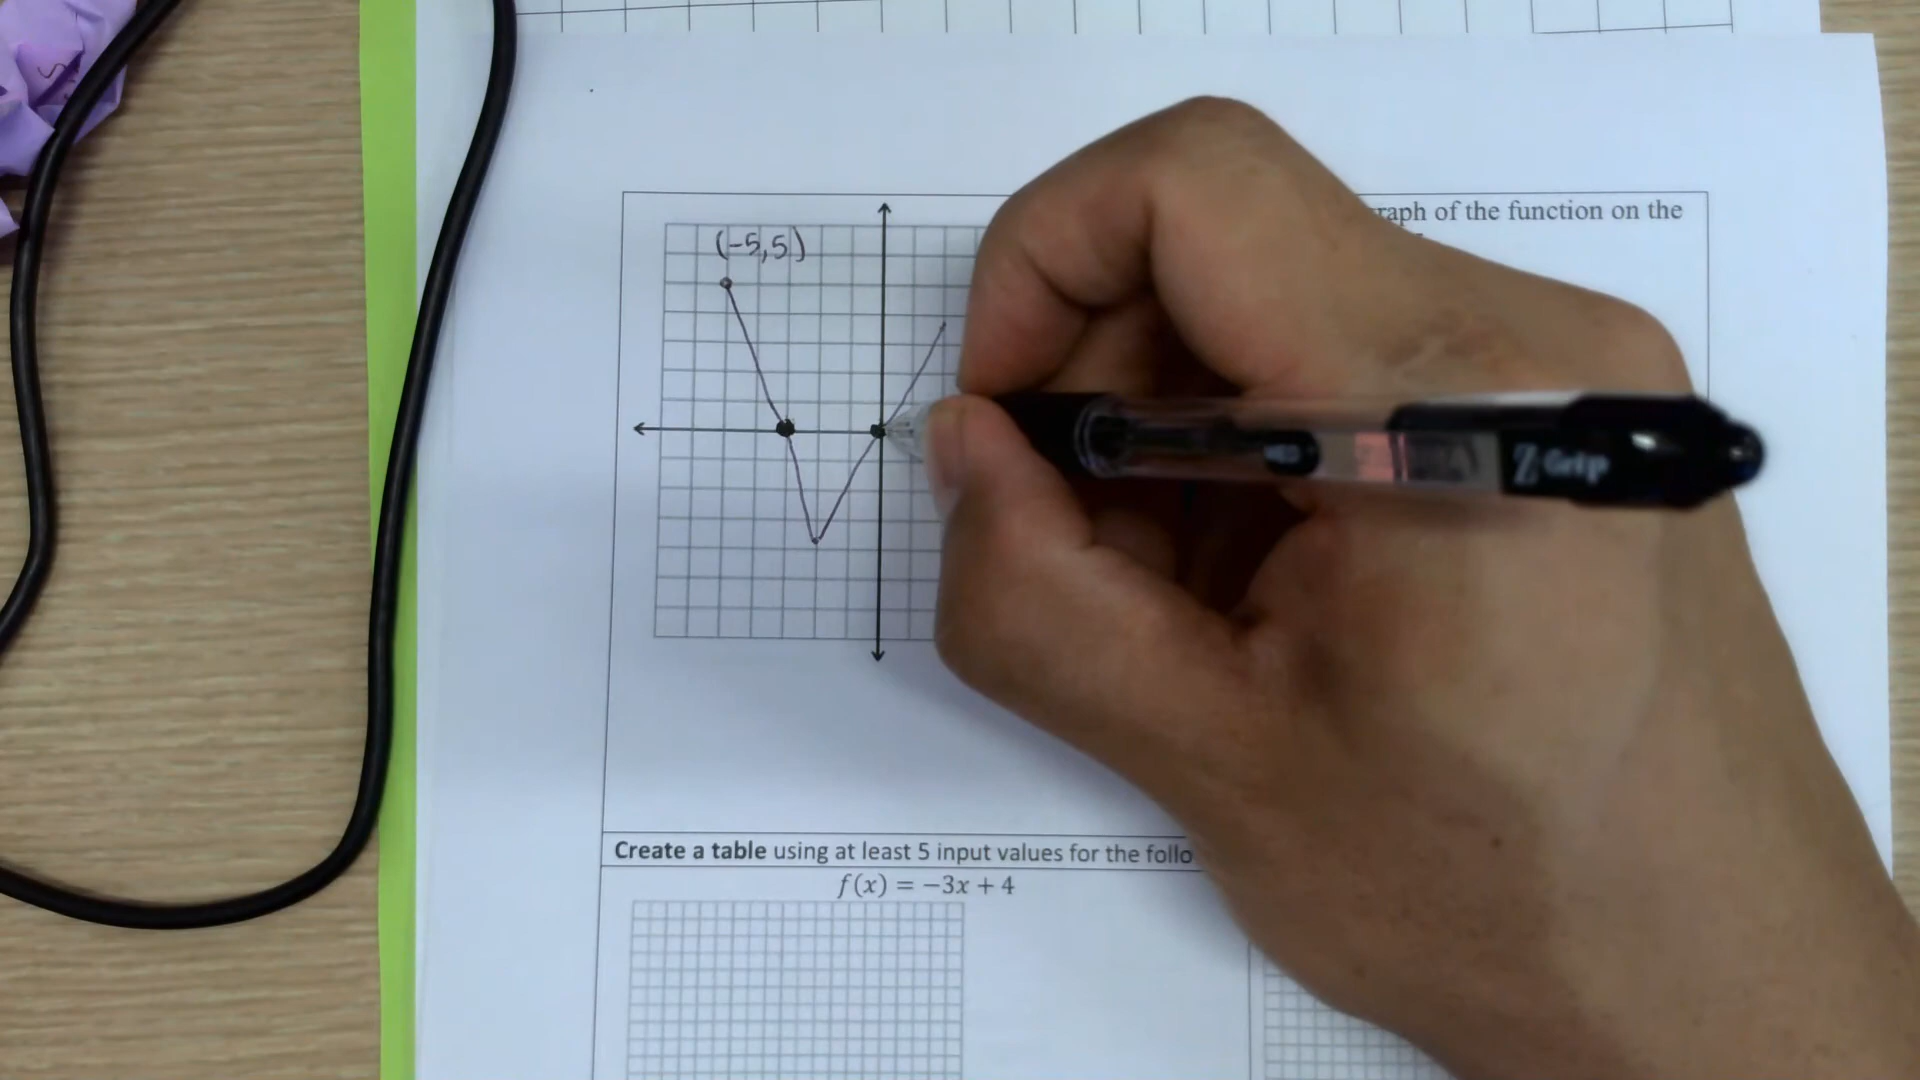 raph of the function on the
(-5,5)
Z Grip
Create a table using at least 5 input values for the follo
f(x) = −3x + 4